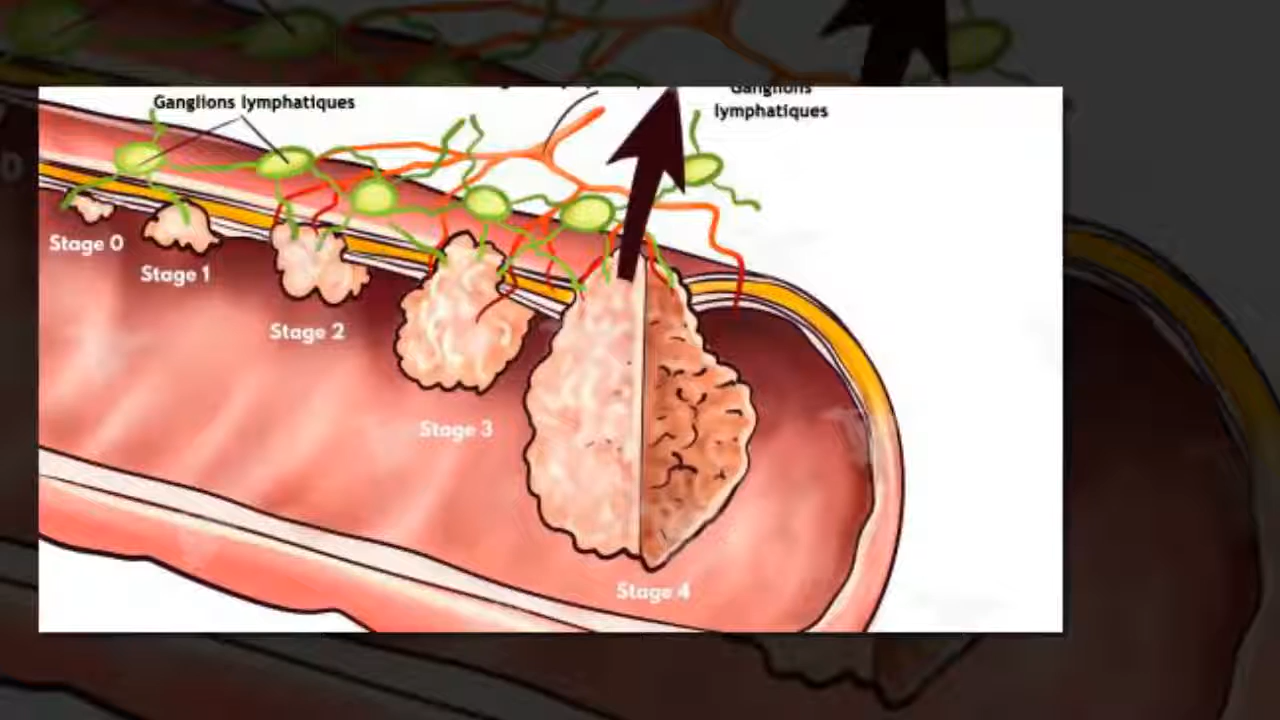 Ganglions lymphatiques
Ganglions
lymphatiques
Stage 0
Stage 1
Stage 2
Stage 3
Stage 4